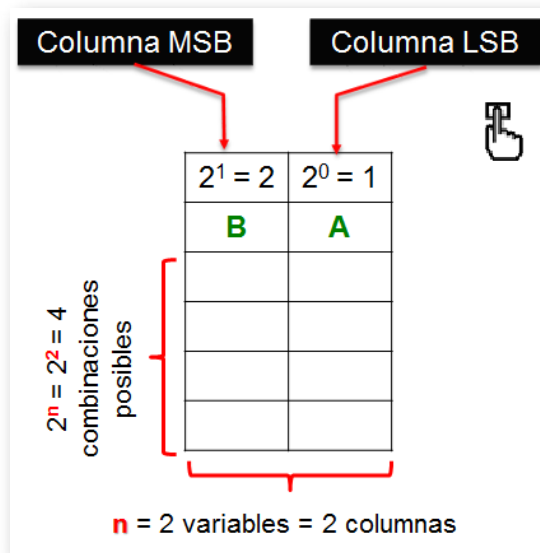 Columna MSB
Columna LSB
2¹ = 2
2⁰ = 1
B
A
2ⁿ = 2² = 4
combinaciones
posibles
n = 2 variables = 2 columnas